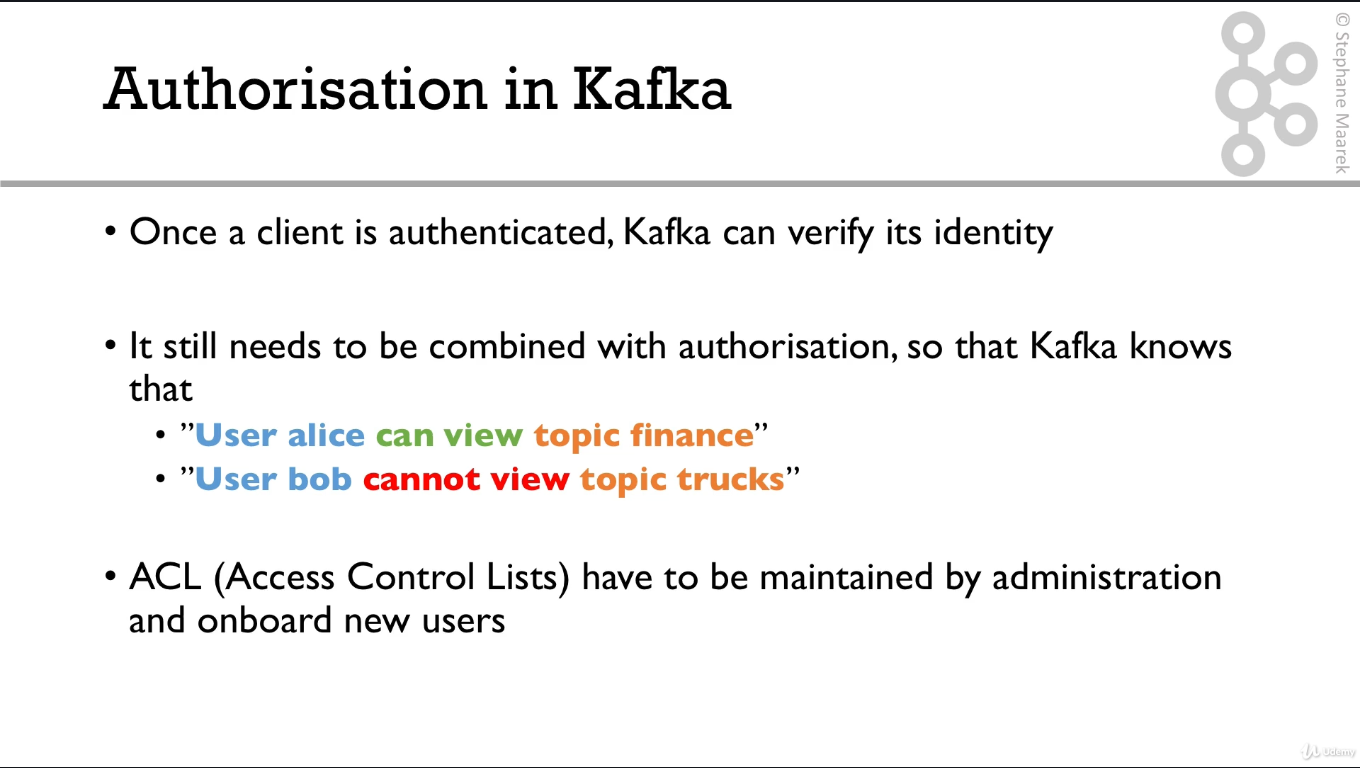 Authorisation in Kafka
© Stephane Maarek
• Once a client is authenticated, Kafka can verify its identity
• It still needs to be combined with authorisation, so that Kafka knows
that
• ”User alice can view topic finance”
• ”User bob cannot view topic trucks”
• ACL (Access Control Lists) have to be maintained by administration
and onboard new users
Udemy